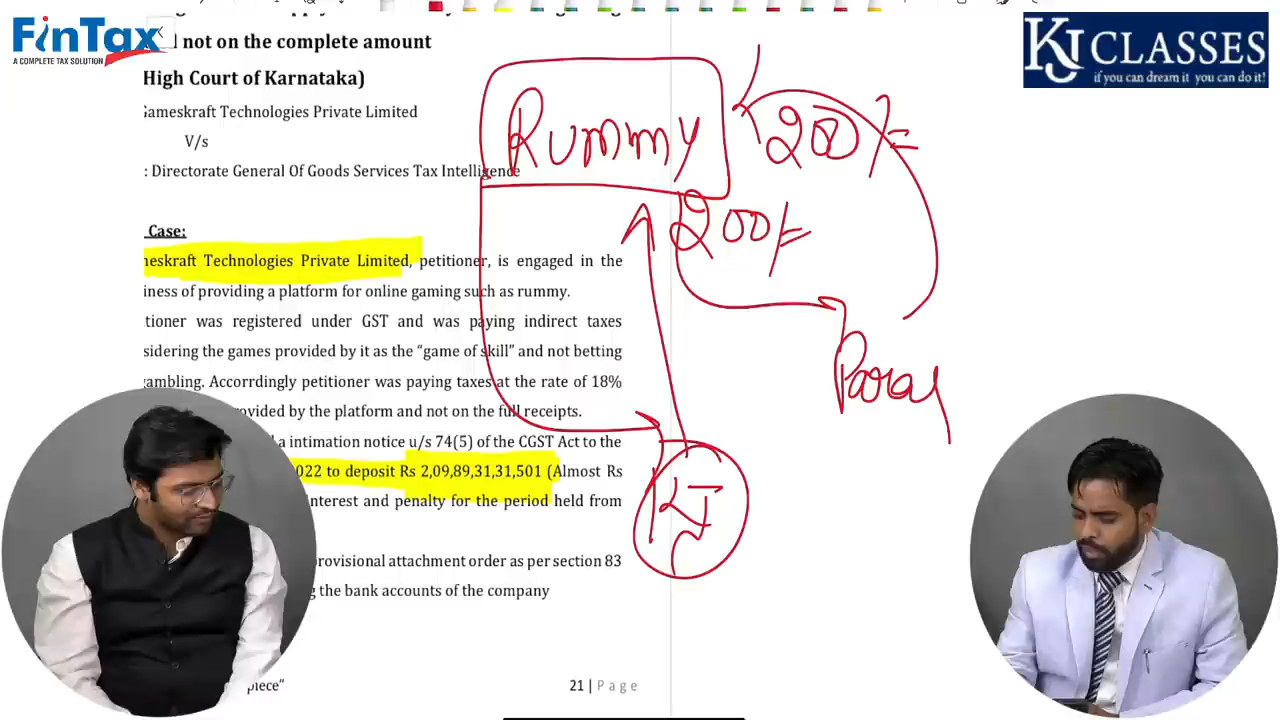 FinTax
A COMPLETE TAX SOLUTION
KJ CLASSES
if you can dream it you can do it!
not on the complete amount
High Court of Karnataka)
Gameskraft Technologies Private Limited
V/s
: Directorate General Of Goods Services Tax Intelligence
Case:
neskraft Technologies Private Limited, petitioner, is engaged in the
iness of providing a platform for online gaming such as rummy.
tioner was registered under GST and was paying indirect taxes
nsidering the games provided by it as the “game of skill” and not betting
gambling. Accorrdingly petitioner was paying taxes at the rate of 18%
ovided by the platform and not on the full receipts.
a intimation notice u/s 74(5) of the CGST Act to the
022 to deposit Rs 2,09,89,31,31,501 (Almost Rs
interest and penalty for the period held from
provisional attachment order as per section 83
g the bank accounts of the company
piece“
21 | Page
Rummy
200/=
200/=
Paras
KJ